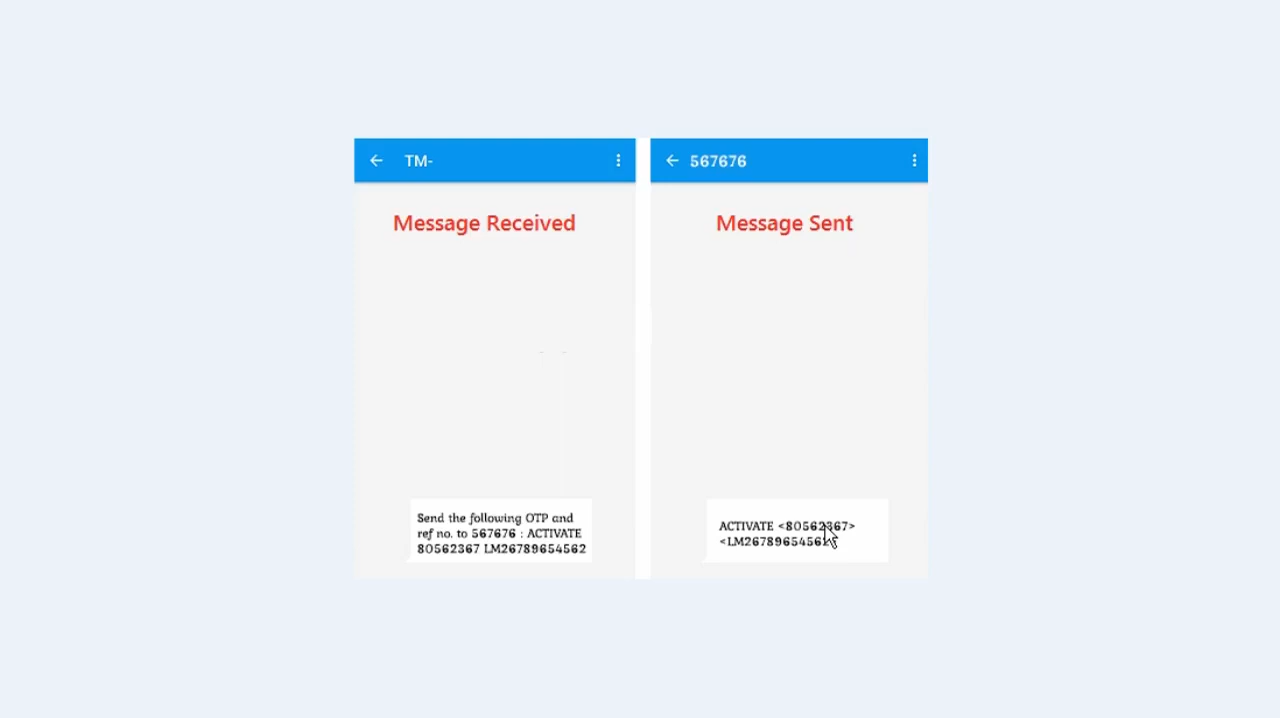 TM-
567676
Message Received
Message Sent
Send the following OTP and
ref no. to 567676 : ACTIVATE
80562367 LM26789654562
ACTIVATE <80562367>